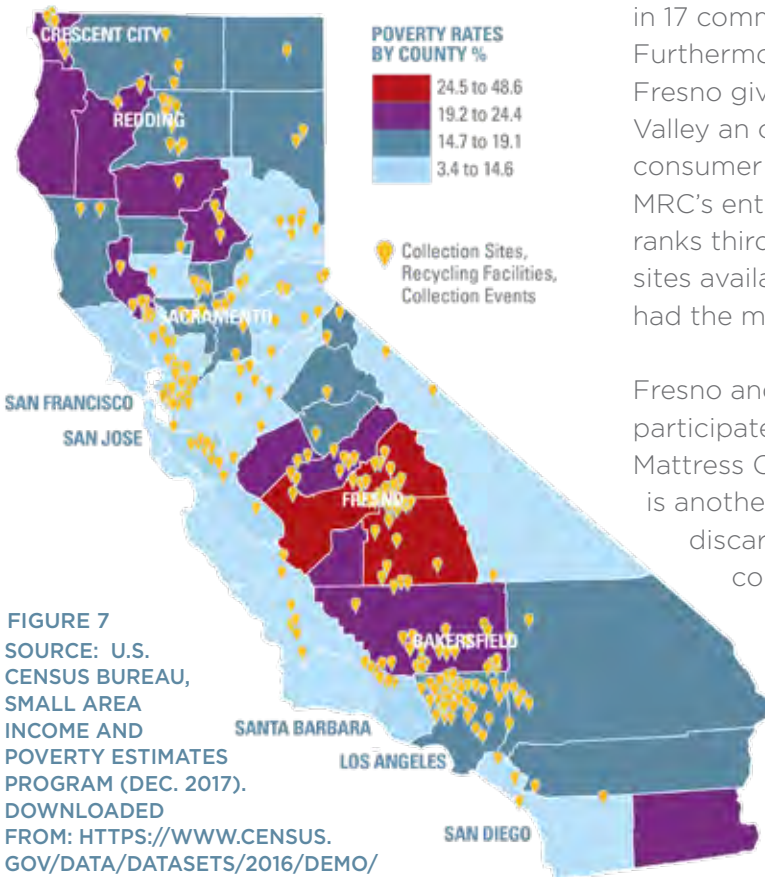 CRESCENT CITY
REDDING
SACRAMENTO
SAN FRANCISCO
SAN JOSE
FRESNO
BAKERSFIELD
SANTA BARBARA
LOS ANGELES
SAN DIEGO
POVERTY RATES
BY COUNTY %
24.5 to 48.6
19.2 to 24.4
14.7 to 19.1
3.4 to 14.6
Collection Sites,
Recycling Facilities,
Collection Events
FIGURE 7
SOURCE: U.S.
CENSUS BUREAU,
SMALL AREA
INCOME AND
POVERTY ESTIMATES
PROGRAM (DEC. 2017).
DOWNLOADED
FROM: HTTPS://WWW.CENSUS.
GOV/DATA/DATASETS/2016/DEMO/
in 17 comm
Furthermo
Fresno giv
Valley an o
consumer
MRC's ent
ranks third
sites availa
had the m
Fresno and
participate
Mattress C
is another
discar
co